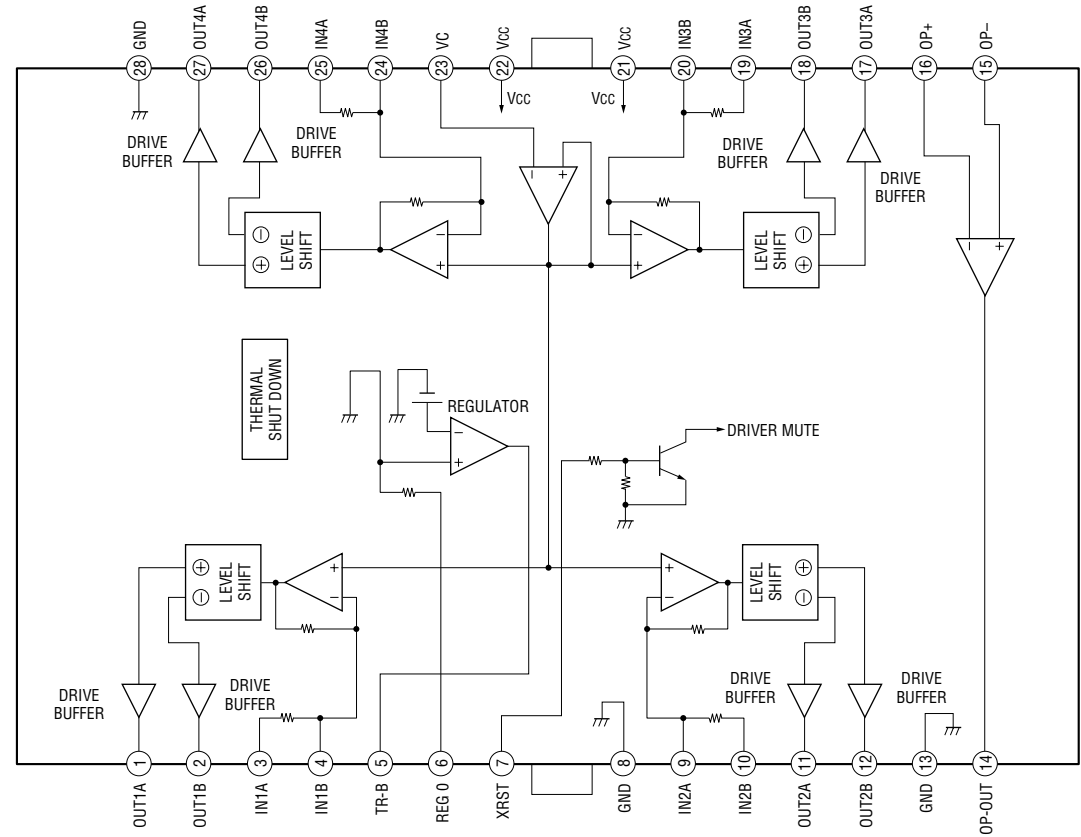 GND
OUT4A
OUT4B
IN4A
IN4B
VC
VCC
VCC
IN3B
IN3A
OUT3B
OUT3A
OP+
OP−
28
27
26
25
24
23
22
21
20
19
18
17
16
15
VCC
VCC
DRIVE
BUFFER
DRIVE
BUFFER
DRIVE
BUFFER
DRIVE
BUFFER
− +
− +
LEVEL
SHIFT
−
+
−
+
−
+
LEVEL
SHIFT
−
+
THERMAL
SHUT DOWN
REGULATOR
−
+
DRIVER MUTE
+
−
LEVEL
SHIFT
+
−
+
−
LEVEL
SHIFT
+
−
DRIVE
BUFFER
DRIVE
BUFFER
DRIVE
BUFFER
DRIVE
BUFFER
1
2
3
4
5
6
7
8
9
10
11
12
13
14
OUT1A
OUT1B
IN1A
IN1B
TR-B
REG 0
XRST
GND
IN2A
IN2B
OUT2A
OUT2B
GND
OP-OUT